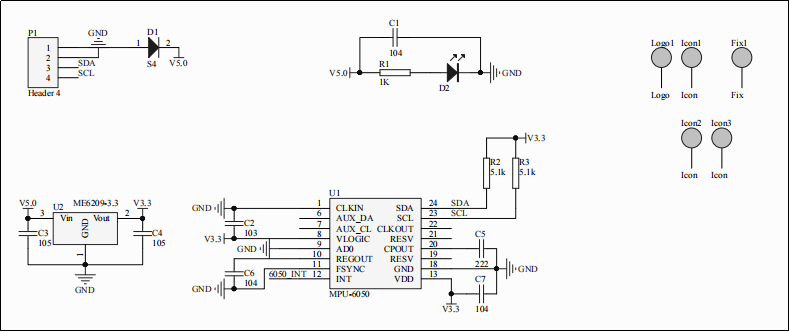 P1
GND
D1
1
2
3
4
SDA
SCL
1
2
S4
V5.0
Header 4
C1
104
V5.0
R1
1K
D2
GND
Logo1
Icon1
Fix1
Logo
Icon
Fix
Icon2
Icon3
Icon
Icon
V5.0
U2
ME6209-3.3
V3.3
3
Vin
Vout
2
GND
1
C3
105
C4
105
GND
V3.3
R2
5.1k
R3
5.1k
U1
GND
1
CLKIN
SDA
24
SDA
6
AUX_DA
SCL
23
SCL
C2
103
7
AUX_CL
CLKOUT
22
V3.3
8
VLOGIC
RESV
21
GND
9
AD0
CPOUT
20
C5
222
10
REGOUT
RESV
19
C6
104
GND
11
FSYNC
GND
18
GND
6050_INT
12
INT
VDD
13
C7
104
V3.3
MPU-6050